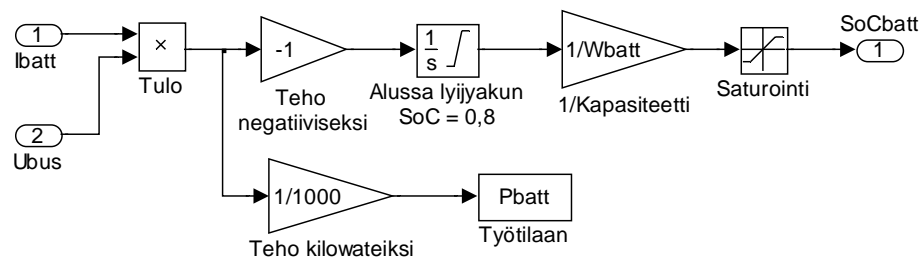 1
Ibatt
2
Ubus
×
Tulo
-1
Teho
negatiiviseksi
1
s
Alussa lyijyakun
SoC = 0,8
1/Wbatt
1/Kapasiteetti
Saturointi
SoCbatt
1
1/1000
Teho kilowateiksi
Pbatt
Työtilaan